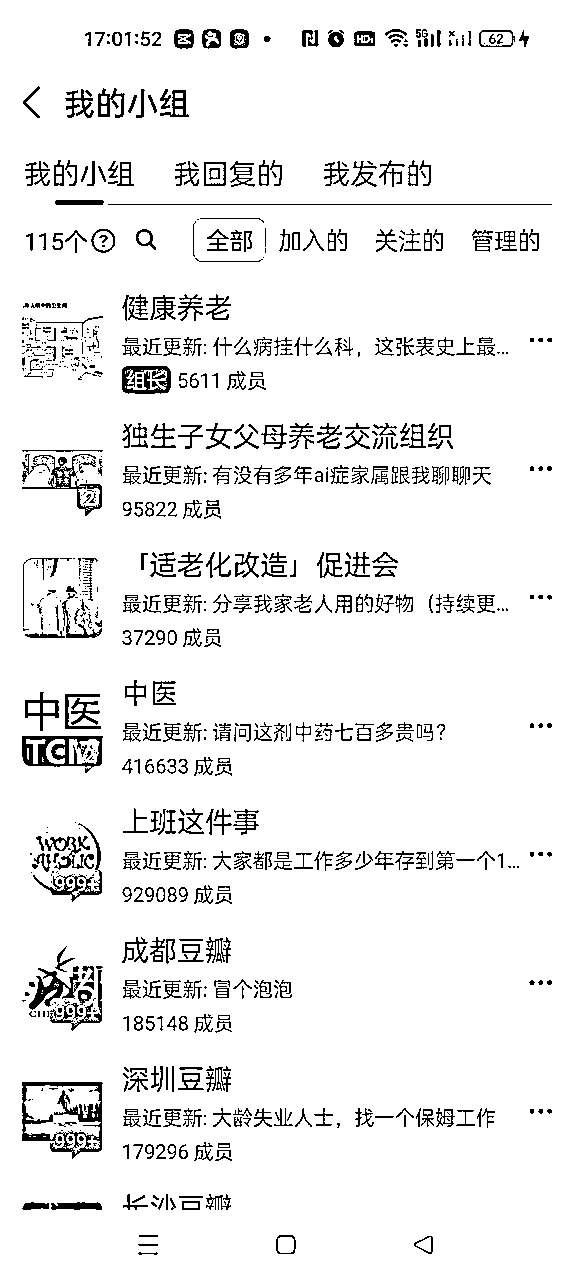 17:01:52 HD 5G 62
我的小组
我的小组 我回复的 我发布的
115个? 全部 加入的 关注的 管理的
健康养老
最近更新: 什么病挂什么科，这张表史上最...
组长 5611 成员
独生子女父母养老交流组织
最近更新: 有没有多年ai症家属跟我聊聊天
2
95822 成员
「适老化改造」促进会
最近更新: 分享我家老人用的好物（持续更...
37290 成员
中医
中医
最近更新: 请问这剂中药七百多贵吗?
TCM
416633 成员
上班这件事
WORK
AHOLIC
最近更新: 大家都是工作多少年存到第一个1...
999+
929089 成员
成都豆瓣
最近更新: 冒个泡泡
999+
185148 成员
深圳豆瓣
最近更新: 大龄失业人士，找一个保姆工作
999+
179296 成员
长沙豆瓣